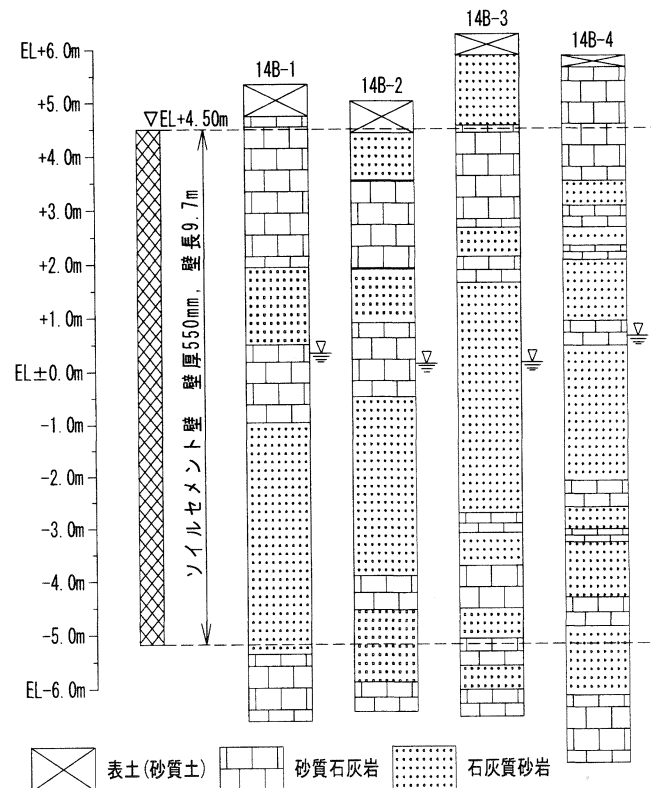 14B-3
EL+6.0m
14B-4
14B-1
14B-2
+5.0m
EL+4.50m
+4.0m
+3.0m
+2.0m
+1.0m
EL±0.0m
-1.0m
-2.0m
-3.0m
-4.0m
-5.0m
EL-6.0m
ソイルセメント壁 壁厚550mm, 壁長9.7m
表土(砂質土)
砂質石灰岩
石灰質砂岩